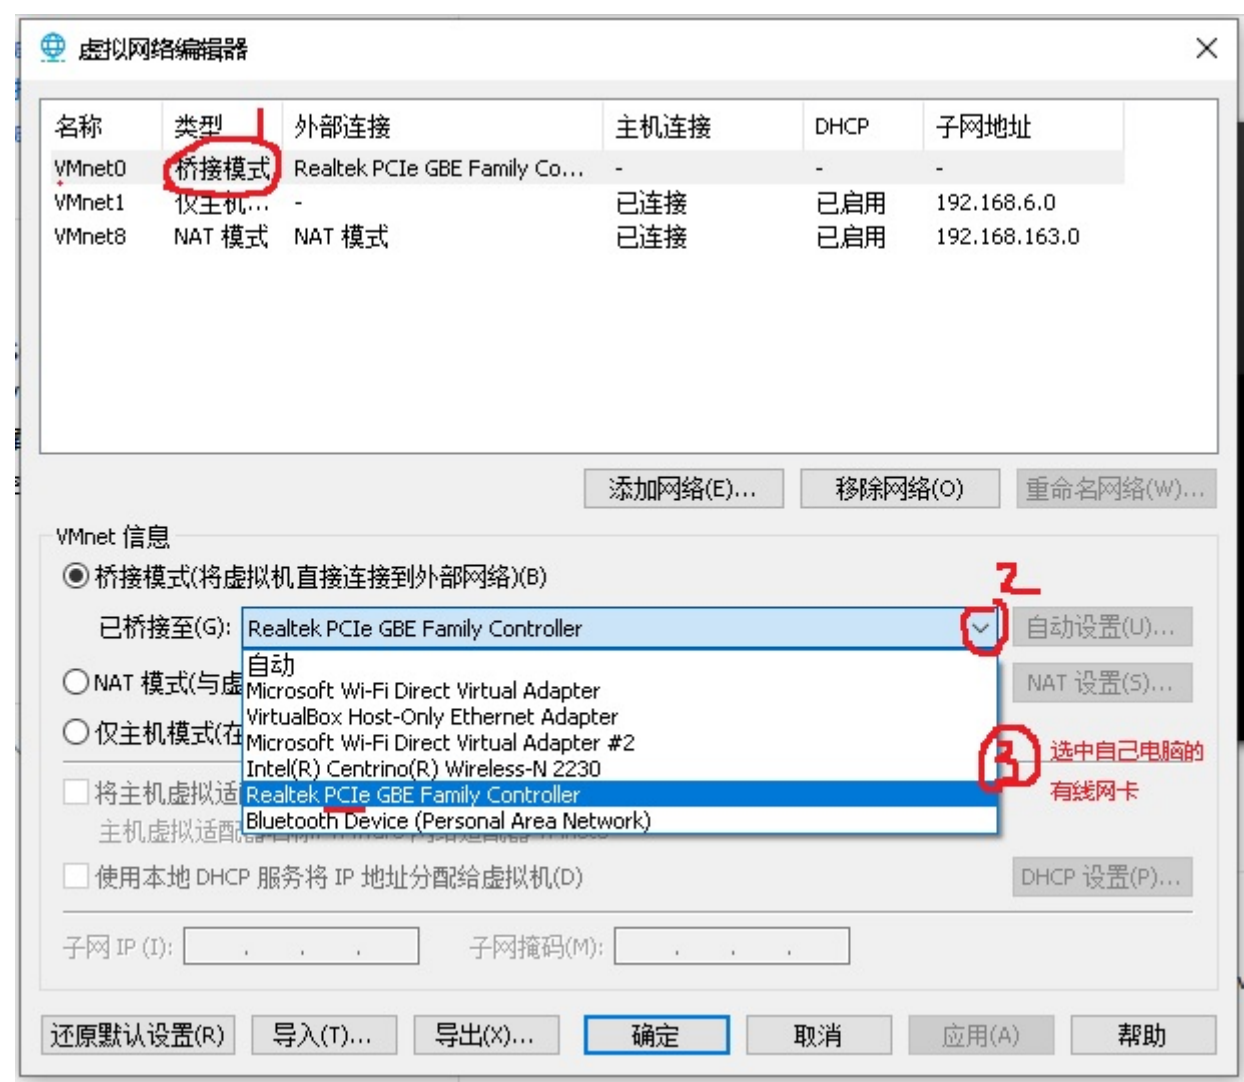 虚拟网络编辑器
名称 类型 1 外部连接 主机连接 DHCP 子网地址
VMnet0 桥接模式 Realtek PCIe GBE Family Co... - - -
VMnet1 仅主机... - 已连接 已启用 192.168.6.0
VMnet8 NAT 模式 NAT 模式 已连接 已启用 192.168.163.0
添加网络(E)... 移除网络(O) 重命名网络(W)...
VMnet 信息
桥接模式(将虚拟机直接连接到外部网络)(B)
2
已桥接至(G): Realtek PCIe GBE Family Controller 自动设置(U)...
自动
NAT 模式(与虚 Microsoft Wi-Fi Direct Virtual Adapter NAT 设置(S)...
VirtualBox Host-Only Ethernet Adapter
仅主机模式(在 Microsoft Wi-Fi Direct Virtual Adapter #2
3 选中自己电脑的
Intel(R) Centrino(R) Wireless-N 2230
将主机虚拟适 Realtek PCIe GBE Family Controller 有线网卡
Bluetooth Device (Personal Area Network)
主机虚拟适配
使用本地 DHCP 服务将 IP 地址分配给虚拟机(D) DHCP 设置(P)...
子网 IP (I): . . . 子网掩码(M): . . .
还原默认设置(R) 导入(T)... 导出(X)... 确定 取消 应用(A) 帮助